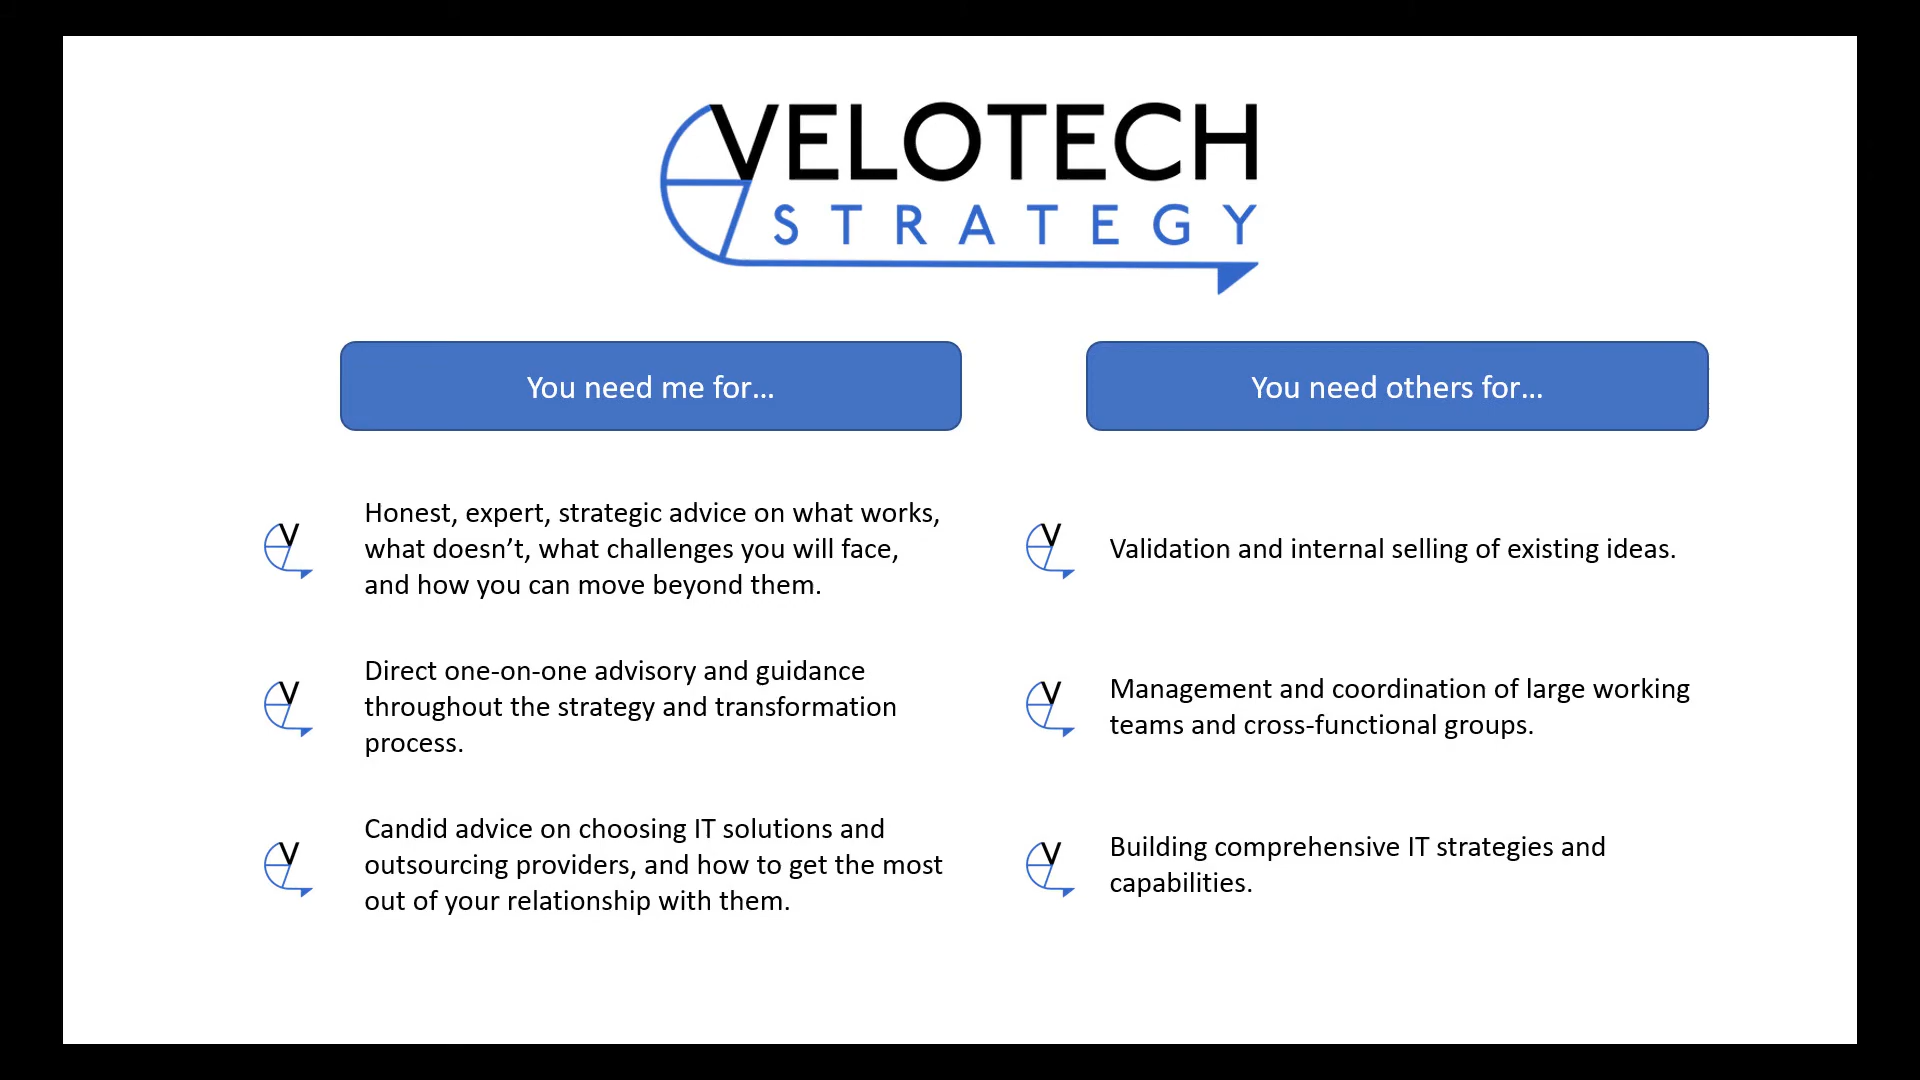 VELOTECH
STRATEGY
You need me for...
Honest, expert, strategic advice on what works,
what doesn’t, what challenges you will face,
and how you can move beyond them.
Direct one-on-one advisory and guidance
throughout the strategy and transformation
process.
Candid advice on choosing IT solutions and
outsourcing providers, and how to get the most
out of your relationship with them.
You need others for...
Validation and internal selling of existing ideas.
Management and coordination of large working
teams and cross-functional groups.
Building comprehensive IT strategies and
capabilities.